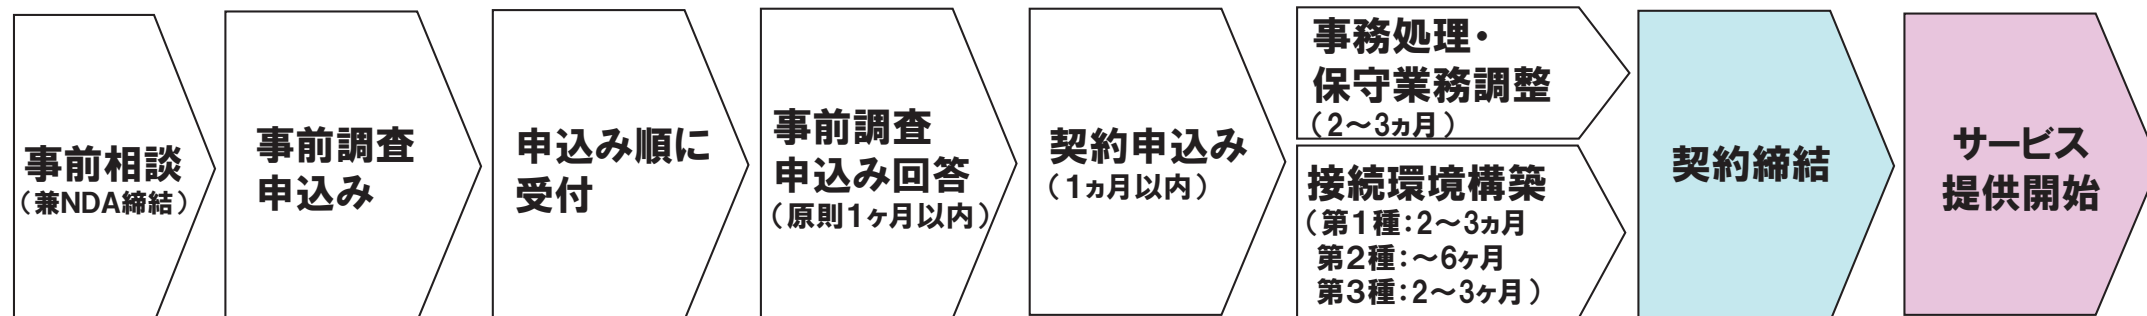 事前相談
（兼NDA締結）
事前調査
申込み
申込み順に
受付
事前調査
申込み回答
（原則1ヶ月以内）
契約申込み
（1ヵ月以内）
事務処理・
保守業務調整
（2～3ヵ月）
接続環境構築
（第1種：2～3ヵ月
第2種：～6ヶ月
第3種：2～3ヶ月）
契約締結
サービス
提供開始